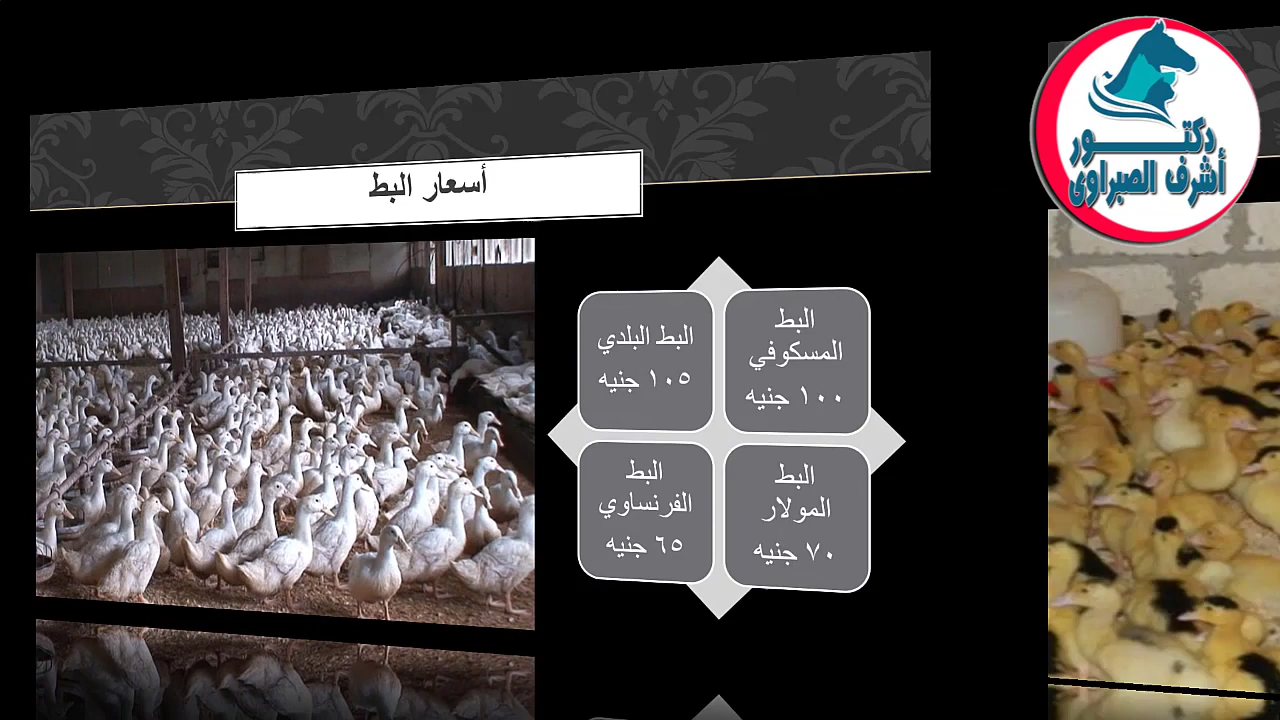 دكتور
أشرف الصبراوى
أسعار البط
البط
المسكوفي
١٠٠ جنيه
البط البلدي
١٠٥ جنيه
البط
المولار
٧٠ جنيه
البط
الفرنساوي
٦٥ جنيه